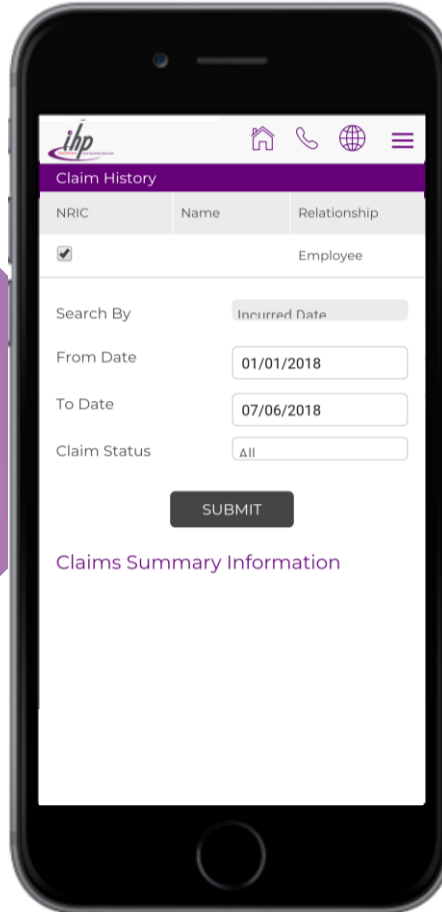 ihp
Claim History
NRIC Name Relationship
Employee
Search By Incurred Date
From Date 01/01/2018
To Date 07/06/2018
Claim Status All
SUBMIT
Claims Summary Information